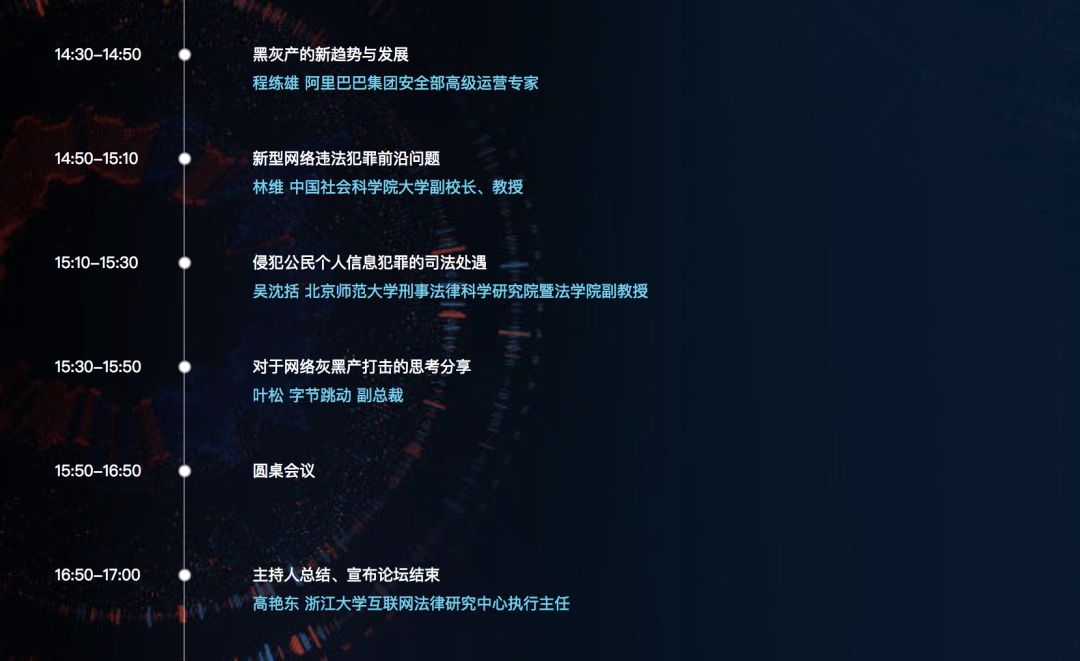 14:30–14:50 黑灰产的新趋势与发展
程练雄 阿里巴巴集团安全部高级运营专家
14:50–15:10 新型网络违法犯罪前沿问题
林维 中国社会科学院大学副校长、教授
15:10–15:30 侵犯公民个人信息犯罪的司法处遇
吴沈括 北京师范大学刑事法律科学研究院暨法学院副教授
15:30–15:50 对于网络灰黑产打击的思考分享
叶松 字节跳动 副总裁
15:50–16:50 圆桌会议
16:50–17:00 主持人总结、宣布论坛结束
高艳东 浙江大学互联网法律研究中心执行主任